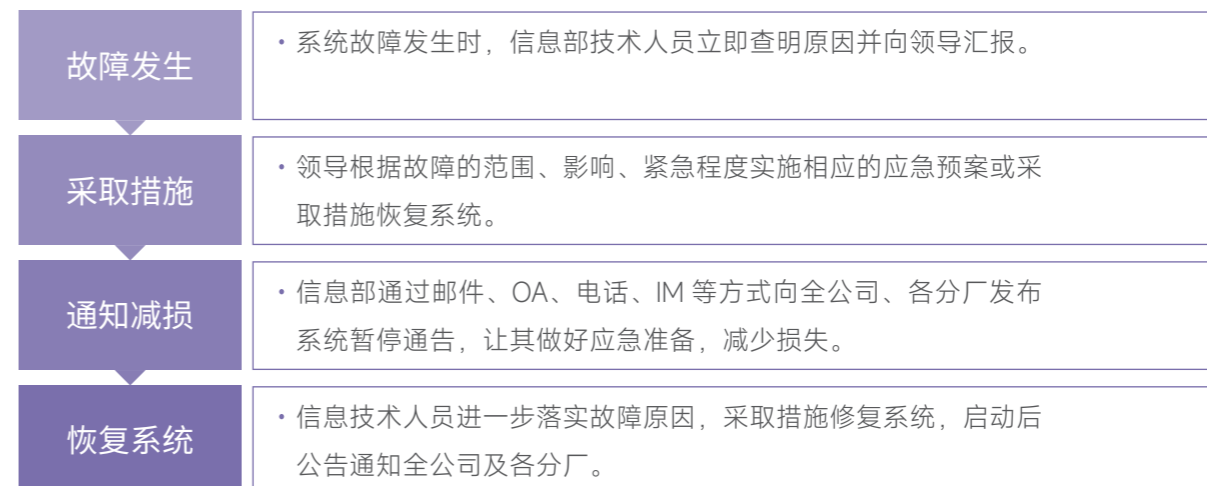 故障发生
·系统故障发生时，信息部技术人员立即查明原因并向领导汇报。
采取措施
·领导根据故障的范围、影响、紧急程度实施相应的应急预案或采
取措施恢复系统。
通知减损
·信息部通过邮件、OA、电话、IM 等方式向全公司、各分厂发布
系统暂停通告，让其做好应急准备，减少损失。
恢复系统
·信息技术人员进一步落实故障原因，采取措施修复系统，启动后
公告通知全公司及各分厂。